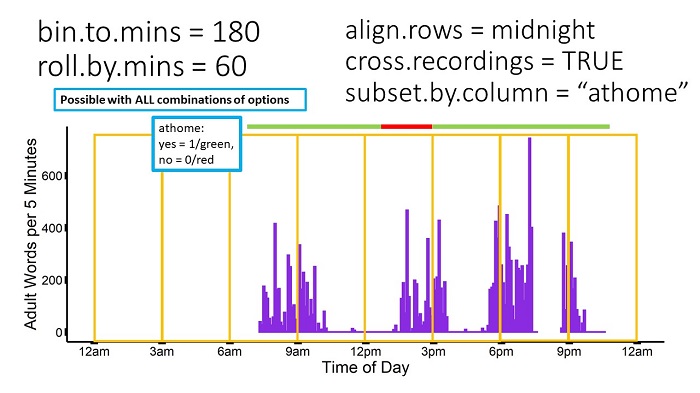 bin.to.mins = 180
roll.by.mins = 60
align.rows = midnight
cross.recordings = TRUE
subset.by.column = “athome”
Possible with ALL combinations of options
athome:
yes = 1/green,
no = 0/red
Adult Words per 5 Minutes
600
400
200
0
12am 3am 6am 9am 12pm 3pm 6pm 9pm 12am
Time of Day